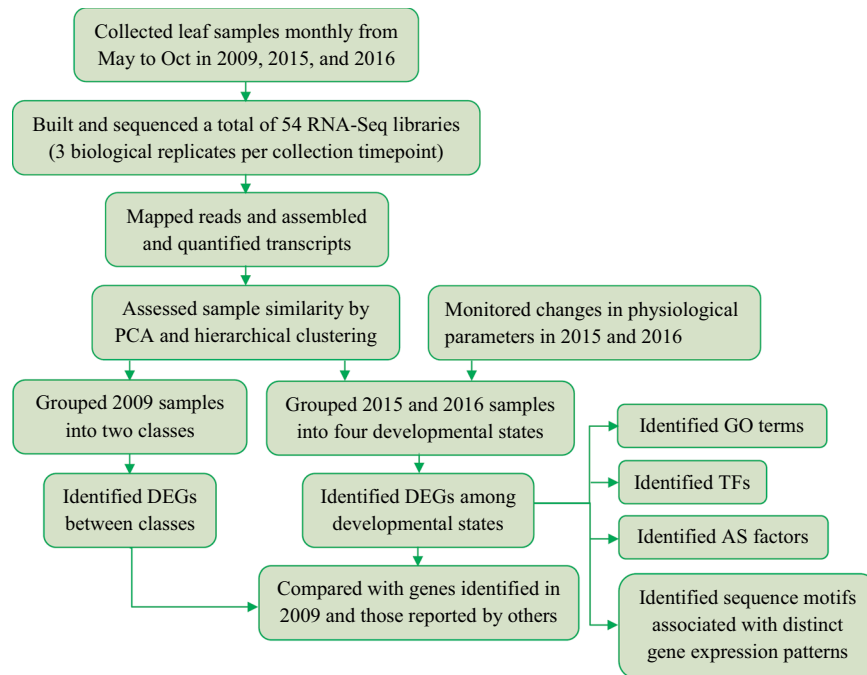 Collected leaf samples monthly from
May to Oct in 2009, 2015, and 2016
Built and sequenced a total of 54 RNA-Seq libraries
(3 biological replicates per collection timepoint)
Mapped reads and assembled
and quantified transcripts
Assessed sample similarity by
PCA and hierarchical clustering
Monitored changes in physiological
parameters in 2015 and 2016
Grouped 2009 samples
into two classes
Grouped 2015 and 2016 samples
into four developmental states
Identified GO terms
Identified TFs
Identified DEGs
between classes
Identified DEGs among
developmental states
Identified AS factors
Compared with genes identified in
2009 and those reported by others
Identified sequence motifs
associated with distinct
gene expression patterns